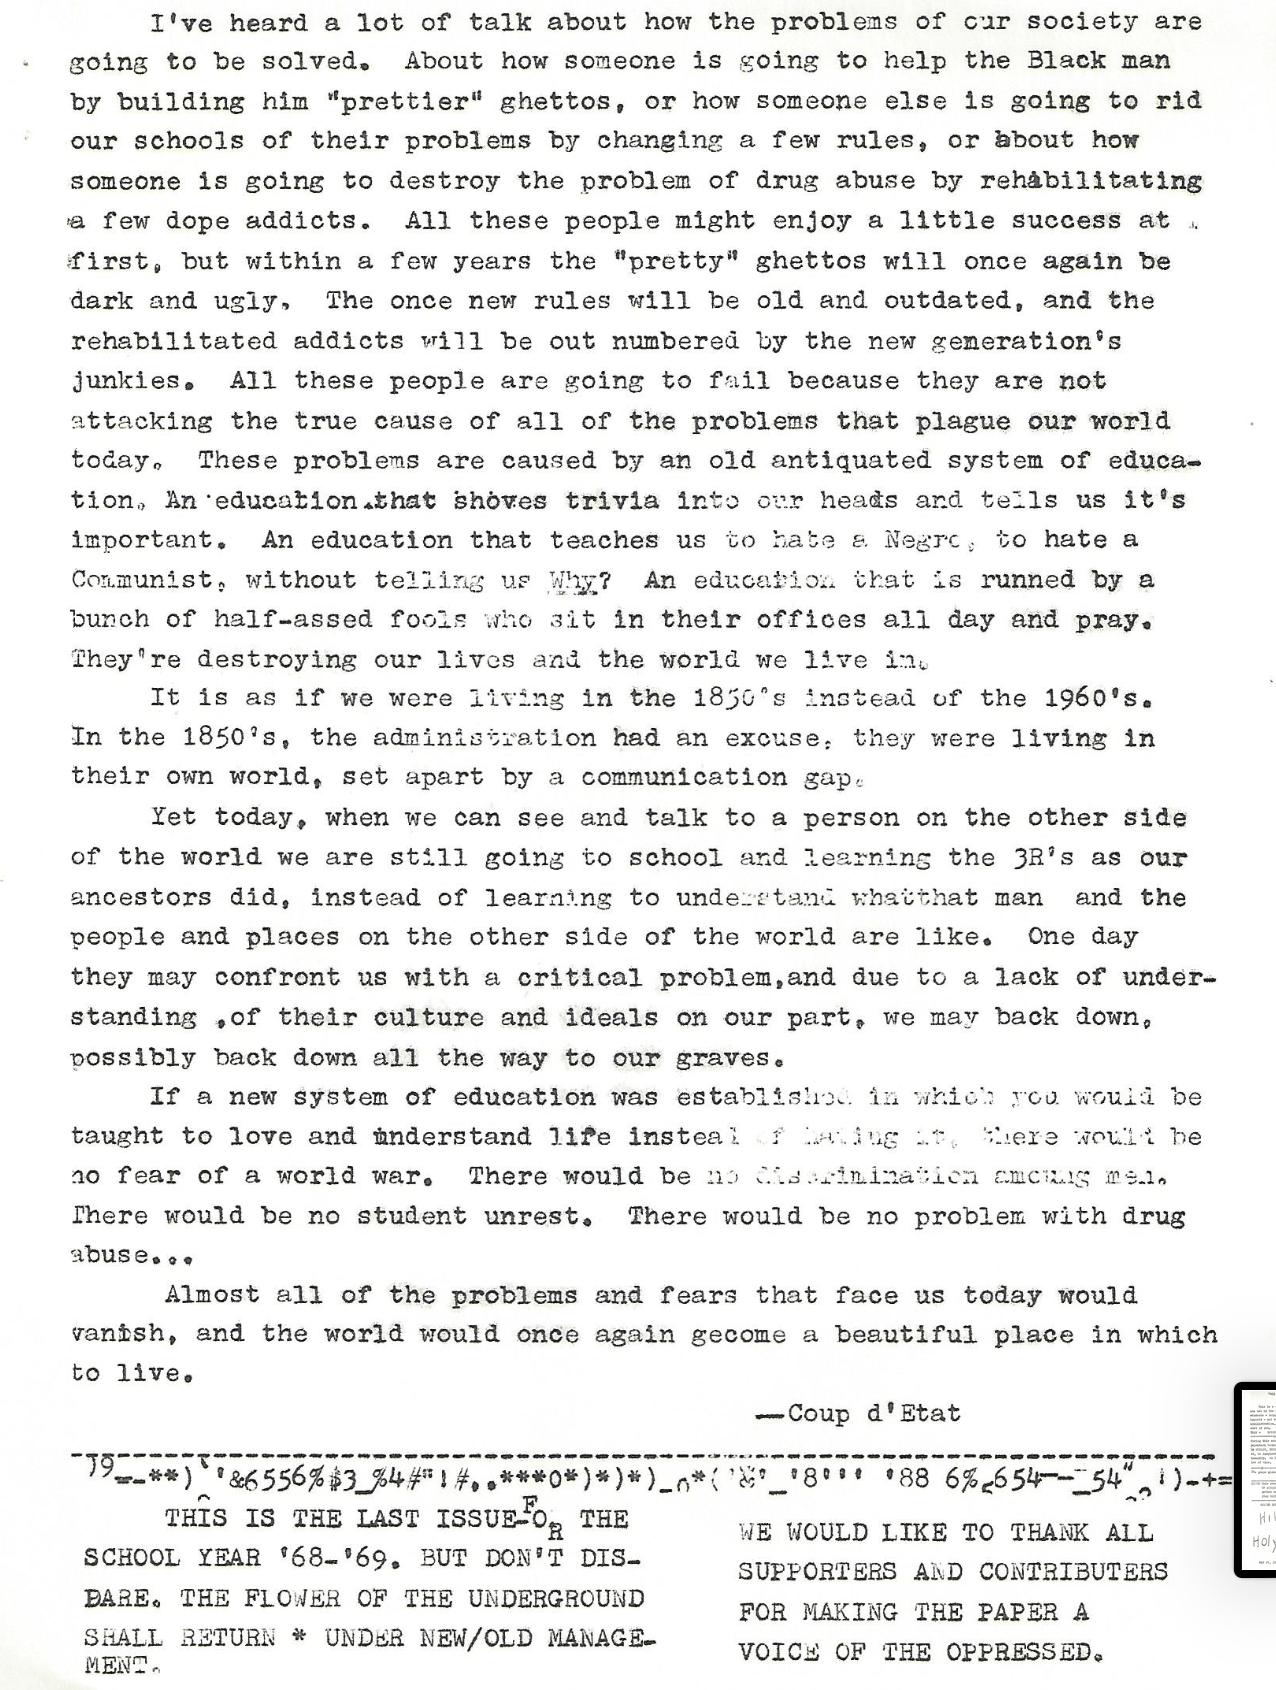 I've heard a lot of talk about how the problems of our society are
going to be solved. About how someone is going to help the Black man
by building him "prettier" ghettos, or how someone else is going to rid
our schools of their problems by changing a few rules, or about how
someone is going to destroy the problem of drug abuse by rehabilitating
a few dope addicts. All these people might enjoy a little success at
first, but within a few years the "pretty" ghettos will once again be
dark and ugly. The once new rules will be old and outdated, and the
rehabilitated addicts will be out numbered by the new generation's
junkies. All these people are going to fail because they are not
attacking the true cause of all of the problems that plague our world
today. These problems are caused by an old antiquated system of educa-
tion. An education that shoves trivia into our heads and tells us it's
important. An education that teaches us to hate a Negro, to hate a
Communist, without telling us Why? An education that is runned by a
bunch of half-assed fools who sit in their offices all day and pray.
They're destroying our lives and the world we live in.
It is as if we were living in the 1850's instead of the 1960's.
In the 1850's, the administration had an excuse, they were living in
their own world, set apart by a communication gap.
Yet today, when we can see and talk to a person on the other side
of the world we are still going to school and learning the 3R's as our
ancestors did, instead of learning to understand whatthat man and the
people and places on the other side of the world are like. One day
they may confront us with a critical problem,and due to a lack of under-
standing ,of their culture and ideals on our part, we may back down,
possibly back down all the way to our graves.
If a new system of education was established in which you would be
taught to love and understand life instead of hating it, there would be
no fear of a world war. There would be no discrimination amoung men.
There would be no student unrest. There would be no problem with drug
abuse...
Almost all of the problems and fears that face us today would
vanish, and the world would once again gecome a beautiful place in which
to live.
—Coup d'Etat
THIS IS THE LAST ISSUE-FOR THE
SCHOOL YEAR '68-'69. BUT DON'T DIS-
PARE. THE FLOWER OF THE UNDERGROUND
SHALL RETURN * UNDER NEW/OLD MANAGE-
MENT.
WE WOULD LIKE TO THANK ALL
SUPPORTERS AND CONTRIBUTERS
FOR MAKING THE PAPER A
VOICE OF THE OPPRESSED.